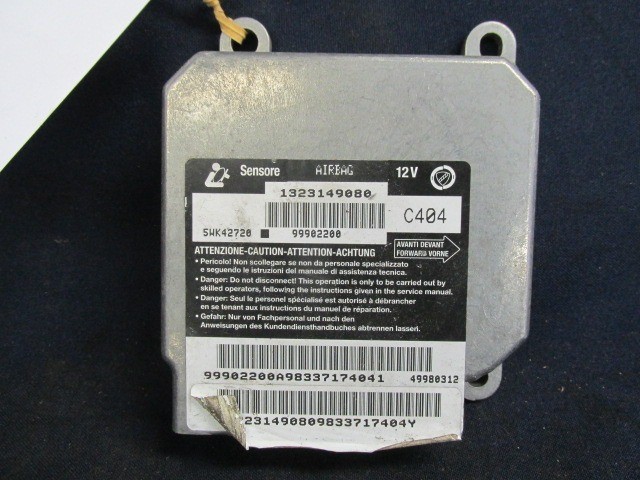 Sensore AIRBAG 12V
1323149080
C404
5WK42720 99902200
AVANTI DEVANT
FORWARD VORNE
ATTENZIONE-CAUTION-ATTENTION-ACHTUNG
• Pericolo! Non scollegare se non da personale specializzato
e seguendo le istruzioni del manuale di assistenza tecnica.
• Danger: Do not disconnect! This operation is only to be carried out by
skilled operators, following the instructions given in the service manual.
• Danger: Seul le personel spécialisé est autorisé à débrancher
en se tenant aux instructions du manuel de réparation.
• Gefahr: Nur von Fachpersonal und nach den
Anweisungen des Kundendiensthandbuches abtrennen lasseri.
99902200A98337174041 49980312
231490809833717404Y